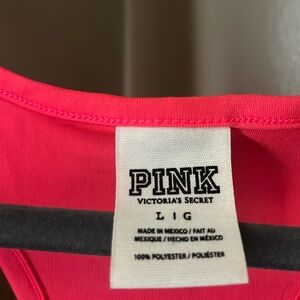 PINK
VICTORIA'S SECRET
L | G
MADE IN MEXICO / FAIT AU
MEXIQUE / HECHO EN MÉXICO
100% POLYESTER / POLIÉSTER